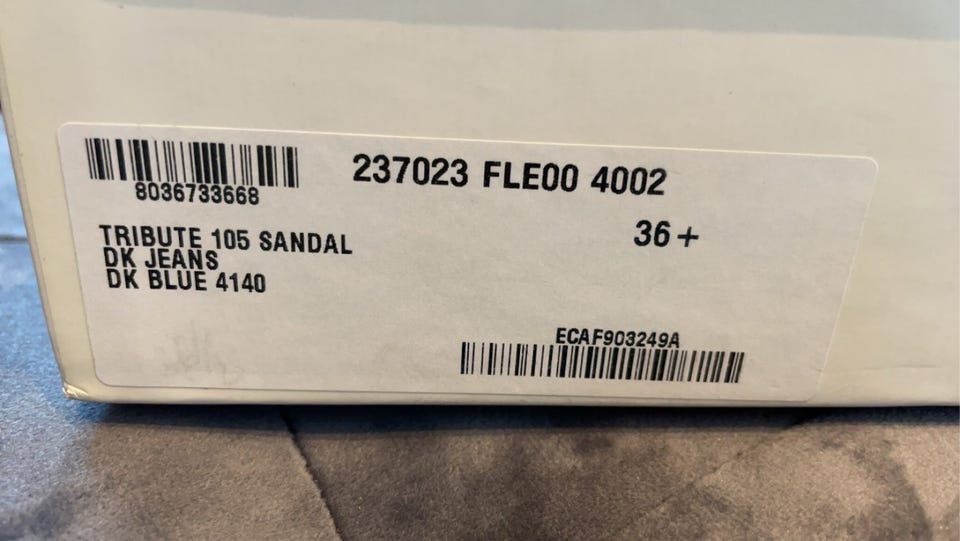 237023 FLE00 4002
8036733668
36+
TRIBUTE 105 SANDAL
DK JEANS
DK BLUE 4140
ECAF903249A